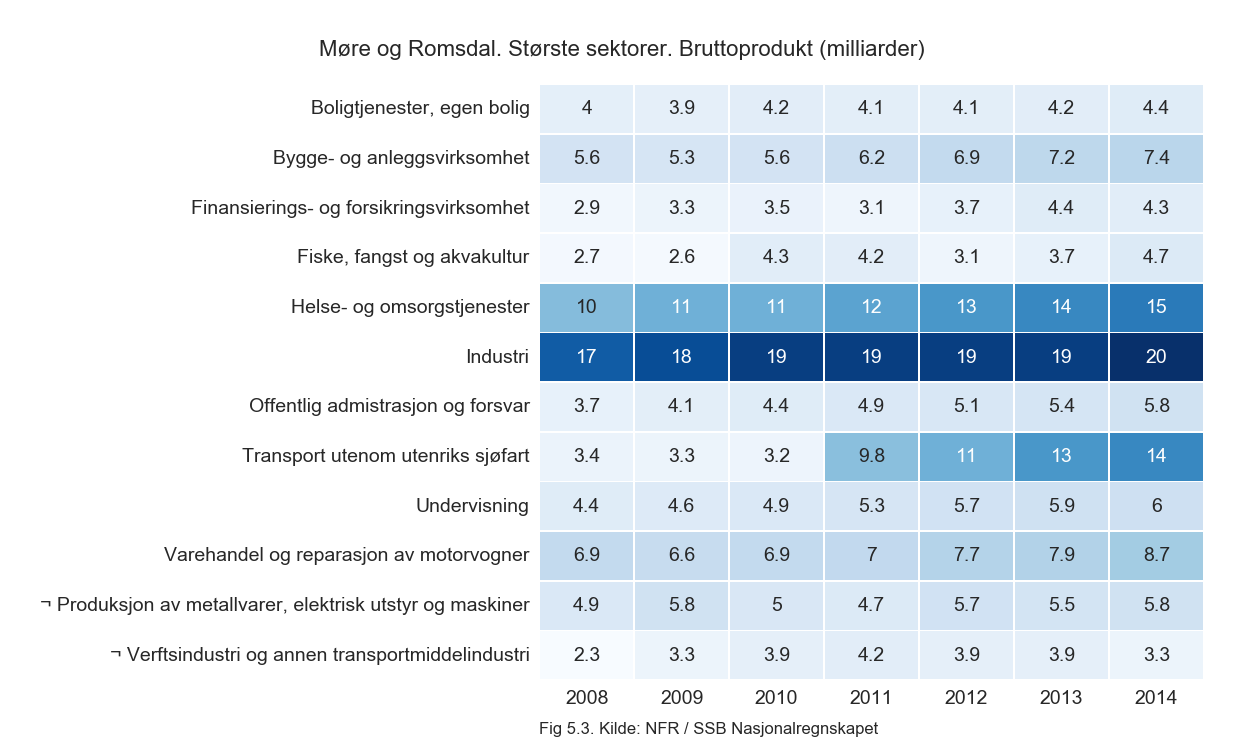 Møre og Romsdal. Største sektorer. Bruttoprodukt (milliarder)
Boligtjenester, egen bolig 4 3.9 4.2 4.1 4.1 4.2 4.4
Bygge- og anleggsvirksomhet 5.6 5.3 5.6 6.2 6.9 7.2 7.4
Finansierings- og forsikringsvirksomhet 2.9 3.3 3.5 3.1 3.7 4.4 4.3
Fiske, fangst og akvakultur 2.7 2.6 4.3 4.2 3.1 3.7 4.7
Helse- og omsorgstjenester 10 11 11 12 13 14 15
Industri 17 18 19 19 19 19 20
Offentlig admistrasjon og forsvar 3.7 4.1 4.4 4.9 5.1 5.4 5.8
Transport utenom utenriks sjøfart 3.4 3.3 3.2 9.8 11 13 14
Undervisning 4.4 4.6 4.9 5.3 5.7 5.9 6
Varehandel og reparasjon av motorvogner 6.9 6.6 6.9 7 7.7 7.9 8.7
¬ Produksjon av metallvarer, elektrisk utstyr og maskiner 4.9 5.8 5 4.7 5.7 5.5 5.8
¬ Verftsindustri og annen transportmiddelindustri 2.3 3.3 3.9 4.2 3.9 3.9 3.3
2008 2009 2010 2011 2012 2013 2014
Fig 5.3. Kilde: NFR / SSB Nasjonalregnskapet